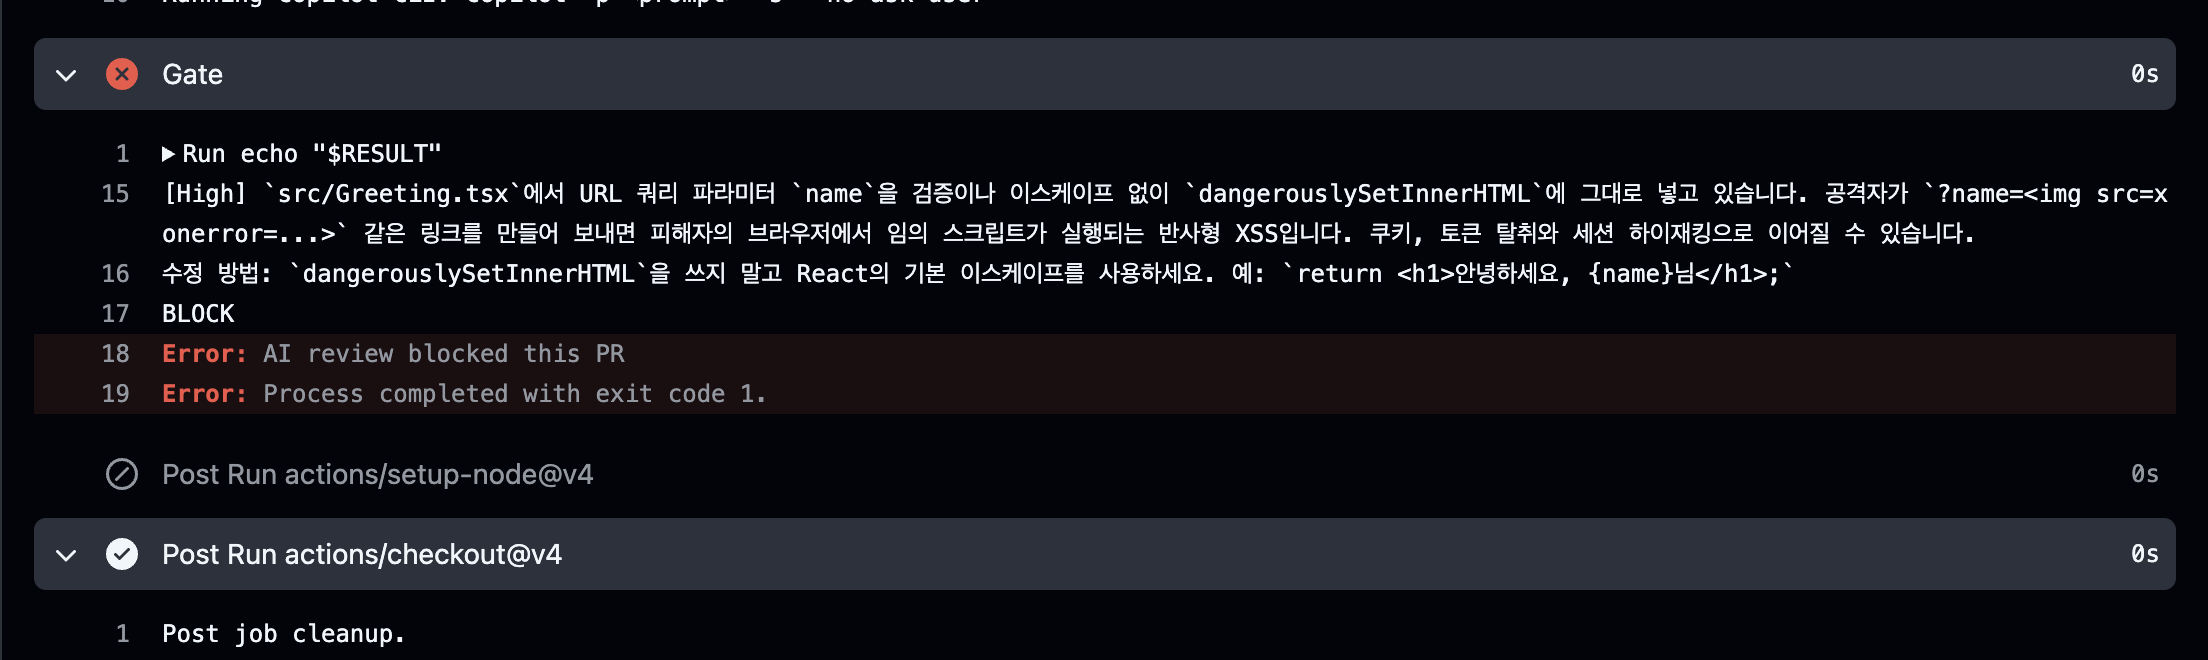 Gate 0s
1 ▶ Run echo "$RESULT"
15 [High] `src/Greeting.tsx`에서 URL 쿼리 파라미터 `name`을 검증이나 이스케이프 없이 `dangerouslySetInnerHTML`에 그대로 넣고 있습니다. 공격자가 `?name=<img src=x
onerror=...>` 같은 링크를 만들어 보내면 피해자의 브라우저에서 임의 스크립트가 실행되는 반사형 XSS입니다. 쿠키, 토큰 탈취와 세션 하이재킹으로 이어질 수 있습니다.
16 수정 방법: `dangerouslySetInnerHTML`을 쓰지 말고 React의 기본 이스케이프를 사용하세요. 예: `return <h1>안녕하세요, {name}님</h1>;`
17 BLOCK
18 Error: AI review blocked this PR
19 Error: Process completed with exit code 1.
Post Run actions/setup-node@v4 0s
Post Run actions/checkout@v4 0s
1 Post job cleanup.